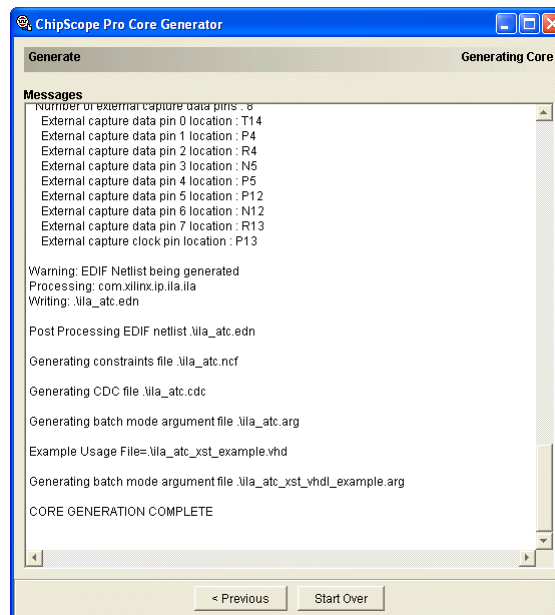 ChipScope Pro Core Generator
Generate
Generating Core
Messages
Number of external capture data pins : 8
External capture data pin 0 location : T14
External capture data pin 1 location : P4
External capture data pin 2 location : R4
External capture data pin 3 location : N5
External capture data pin 4 location : P5
External capture data pin 5 location : P12
External capture data pin 6 location : N12
External capture data pin 7 location : R13
External capture clock pin location : P13
Warning: EDIF Netlist being generated
Processing: com.xilinx.ip.ila.ila
Writing: .\ila_atc.edn
Post Processing EDIF netlist .\ila_atc.edn
Generating constraints file .\ila_atc.ncf
Generating CDC file .\ila_atc.cdc
Generating batch mode argument file .\ila_atc.arg
Example Usage File=.\ila_atc_xst_example.vhd
Generating batch mode argument file .\ila_atc_xst_vhdl_example.arg
CORE GENERATION COMPLETE
< Previous
Start Over